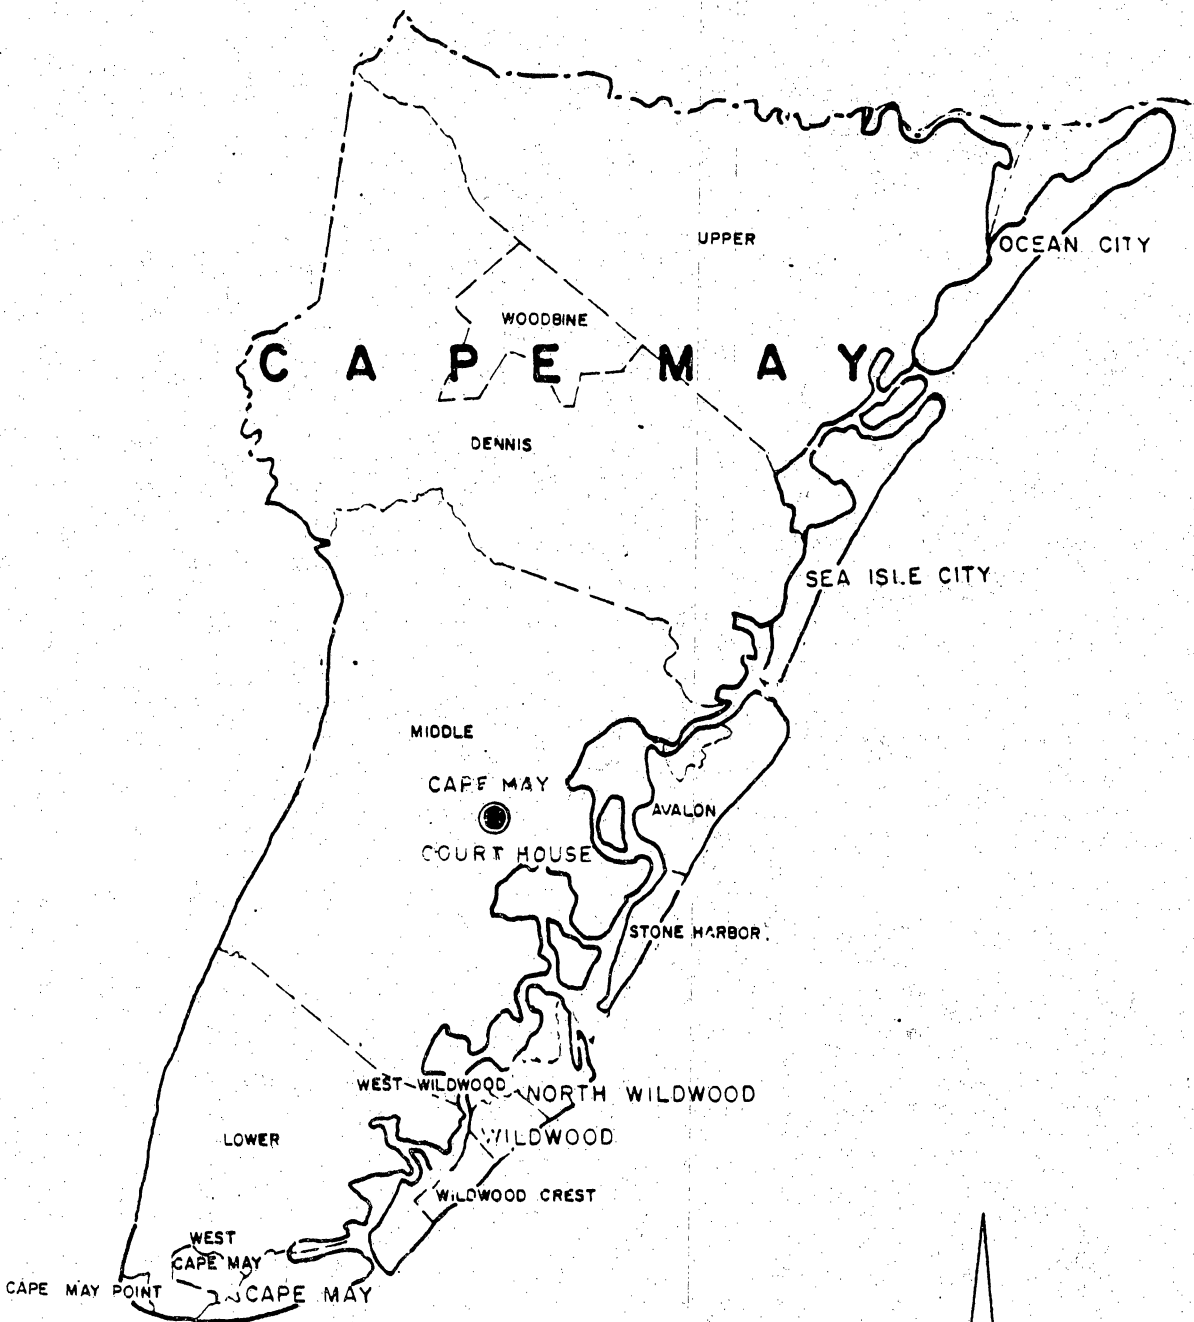 UPPER
OCEAN CITY
WOODBINE
CAPE MAY
DENNIS
SEA ISLE CITY
MIDDLE
CAPE MAY
COURT HOUSE
AVALON
STONE HARBOR
WEST WILDWOOD
NORTH WILDWOOD
WILDWOOD
LOWER
WILDWOOD CREST
WEST
CAPE MAY
CAPE MAY POINT
CAPE MAY